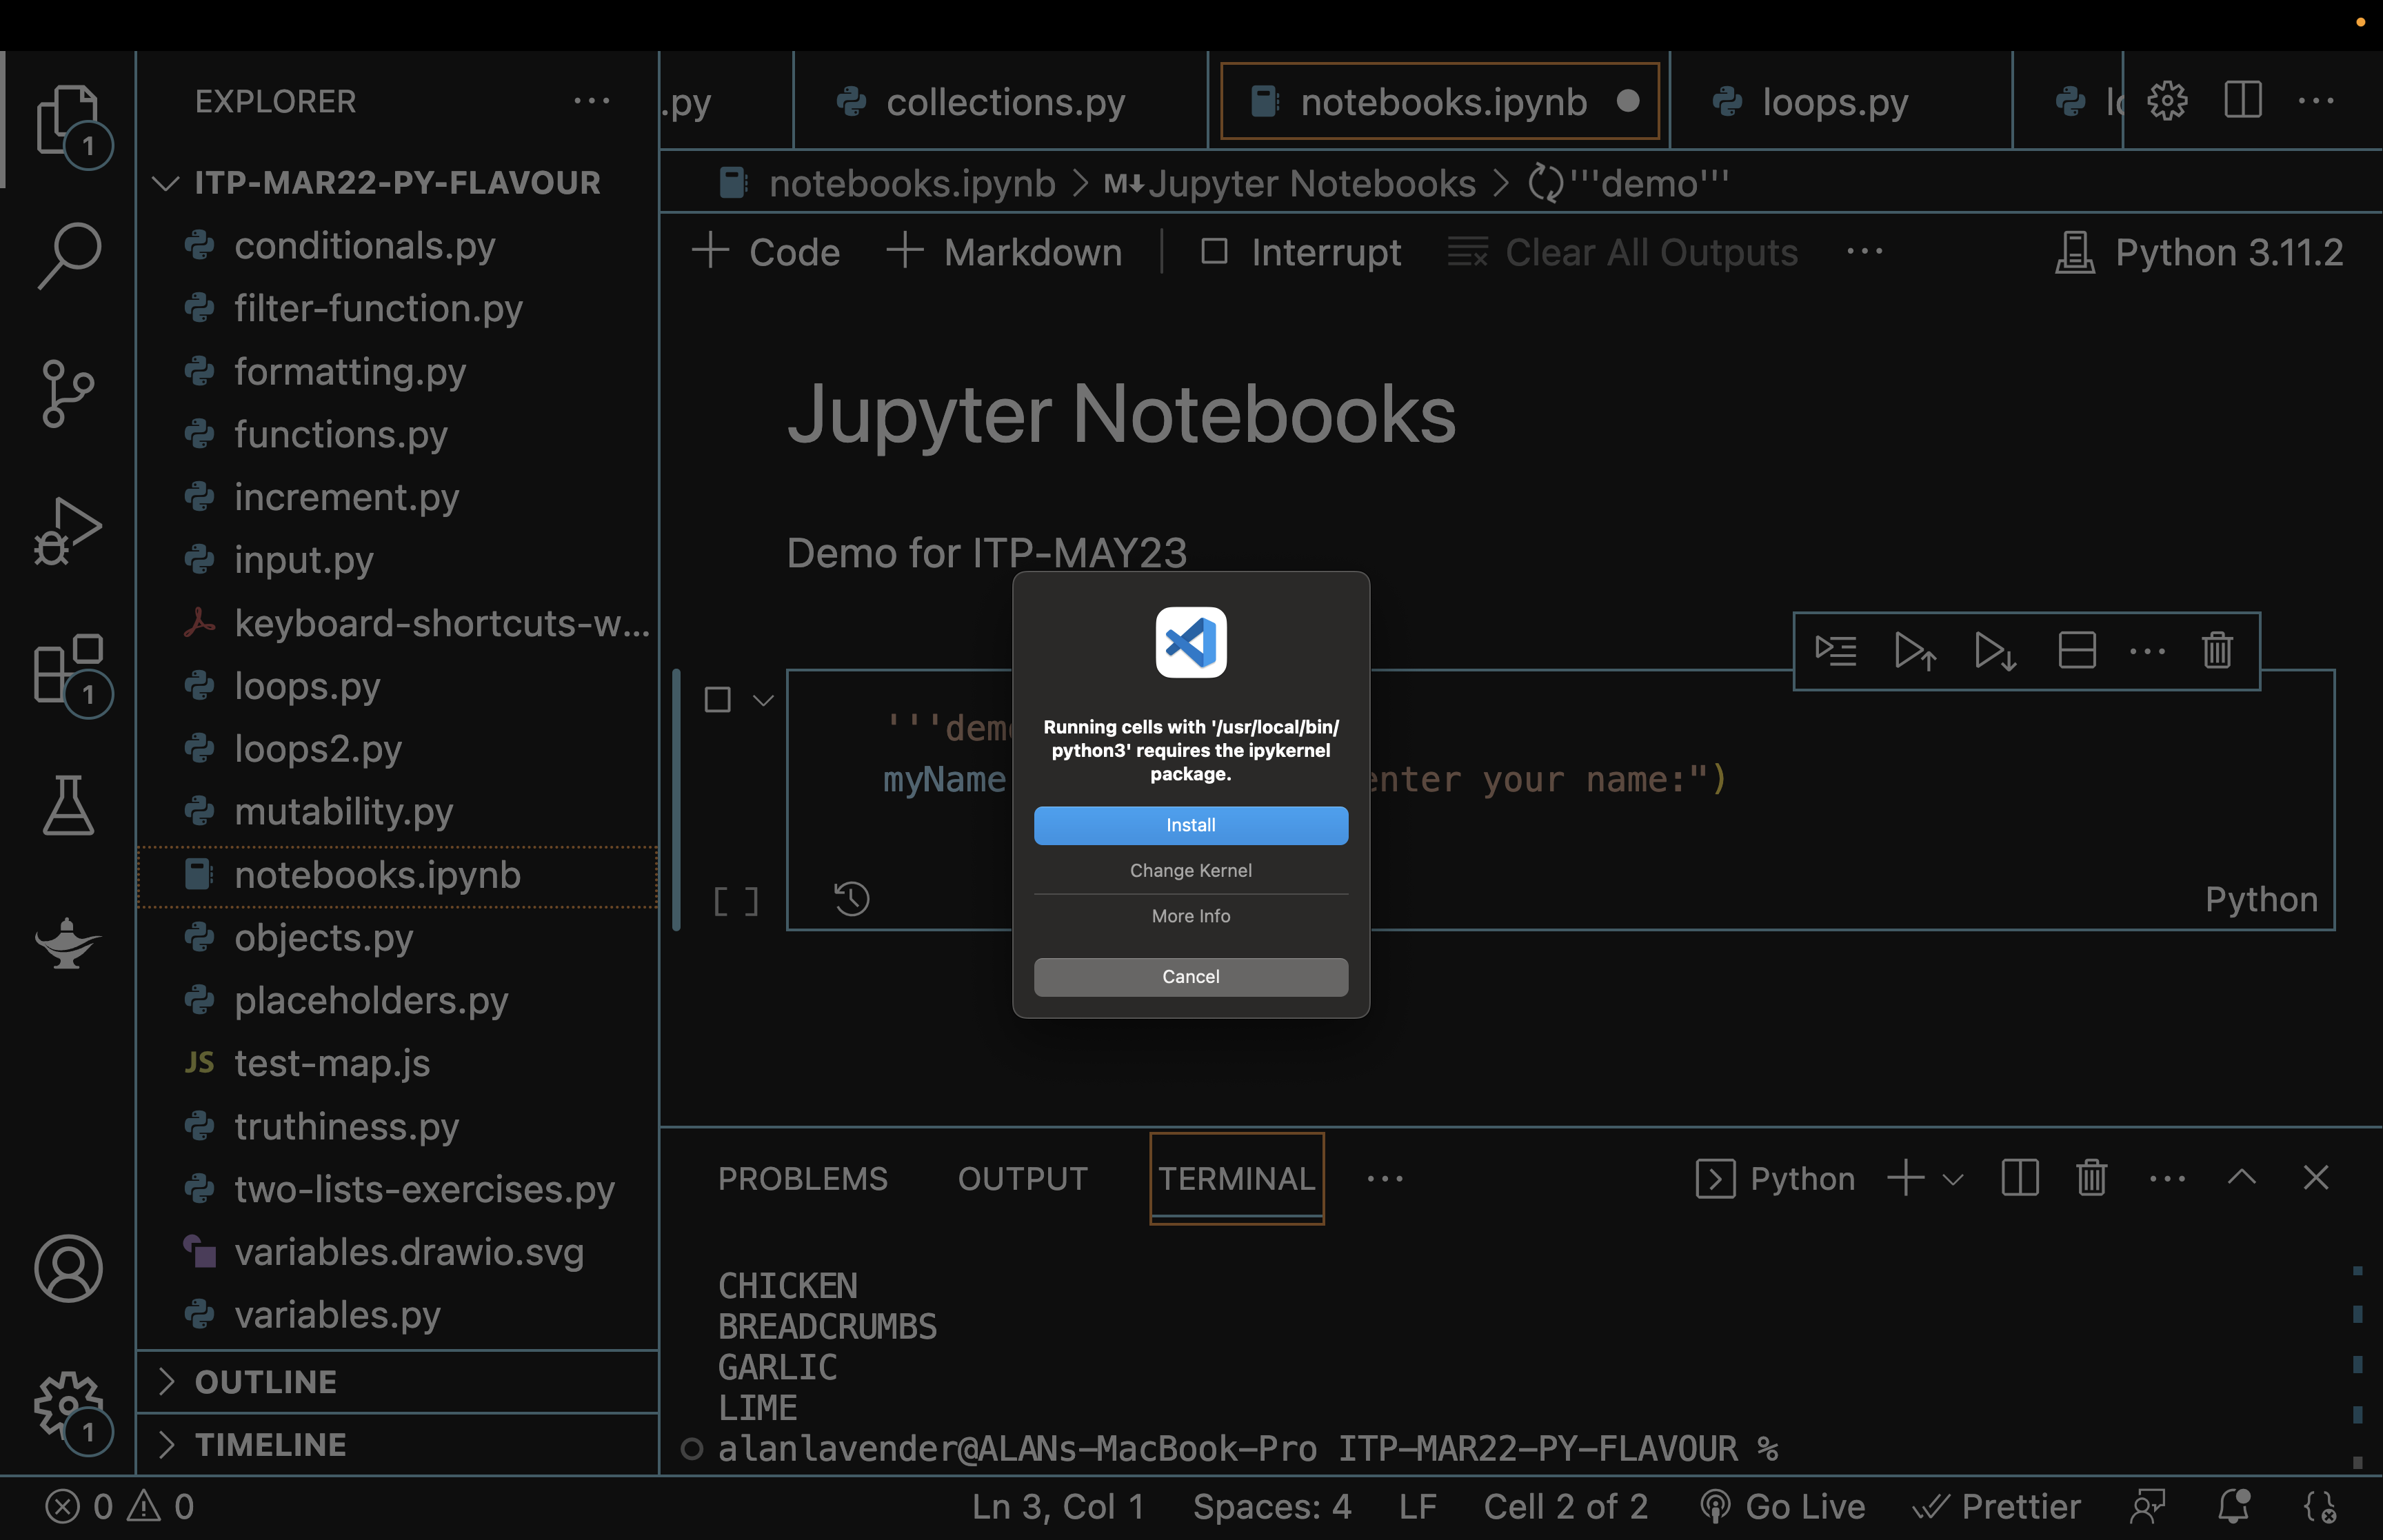 EXPLORER
.py
collections.py
notebooks.ipynb
loops.py
ITP-MAR22-PY-FLAVOUR
notebooks.ipynb > M↓ Jupyter Notebooks > '''demo'''
+ Code + Markdown | Interrupt Clear All Outputs ... Python 3.11.2
1
conditionals.py
filter-function.py
formatting.py
functions.py
increment.py
input.py
keyboard-shortcuts-w...
loops.py
loops2.py
mutability.py
notebooks.ipynb
objects.py
placeholders.py
JS test-map.js
truthiness.py
two-lists-exercises.py
variables.drawio.svg
variables.py
OUTLINE
TIMELINE
1
1
Jupyter Notebooks
Demo for ITP-MAY23
'''dem
myName
enter your name:")
[ ]
Python
Running cells with '/usr/local/bin/
python3' requires the ipykernel
package.
Install
Change Kernel
More Info
Cancel
PROBLEMS OUTPUT TERMINAL ... Python
CHICKEN
BREADCRUMBS
GARLIC
LIME
alanlavender@ALANs-MacBook-Pro ITP-MAR22-PY-FLAVOUR %
0 0 Ln 3, Col 1 Spaces: 4 LF Cell 2 of 2 Go Live Prettier